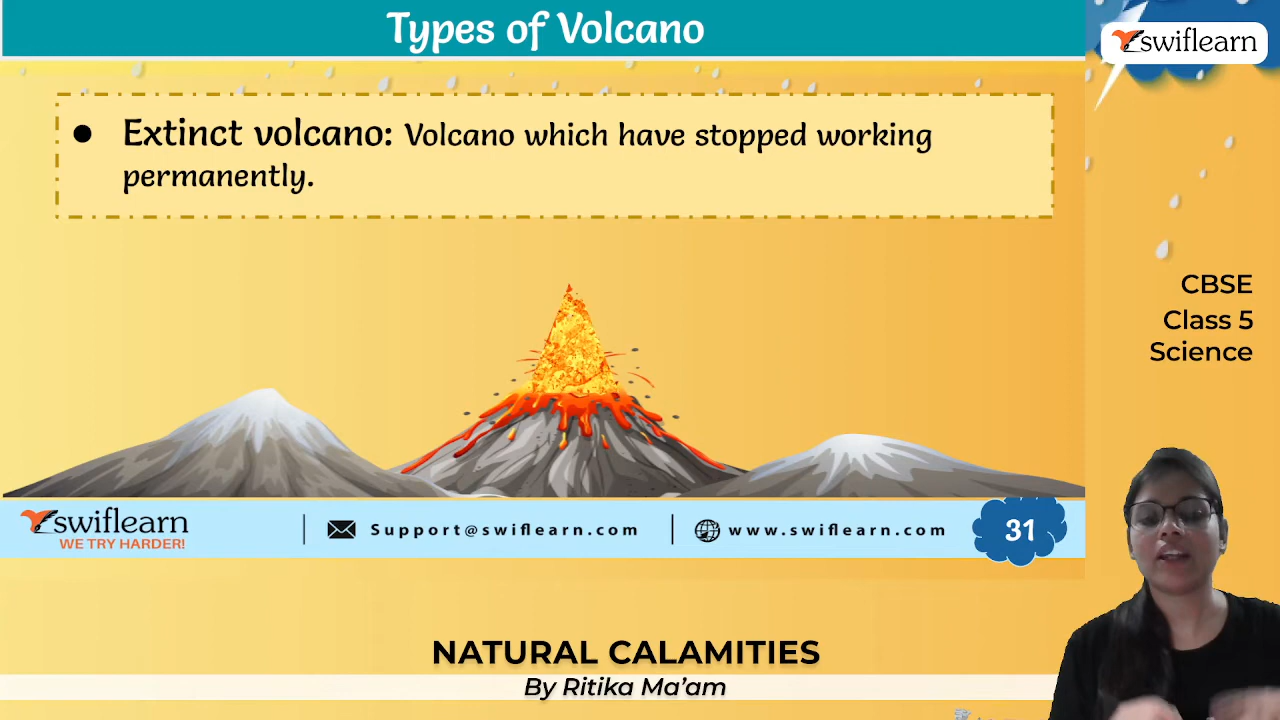 Types of Volcano
swiflearn
● Extinct volcano: Volcano which have stopped working
permanently.
CBSE
Class 5
Science
swiflearn
WE TRY HARDER!
Support@swiflearn.com
www.swiflearn.com
31
NATURAL CALAMITIES
By Ritika Ma'am